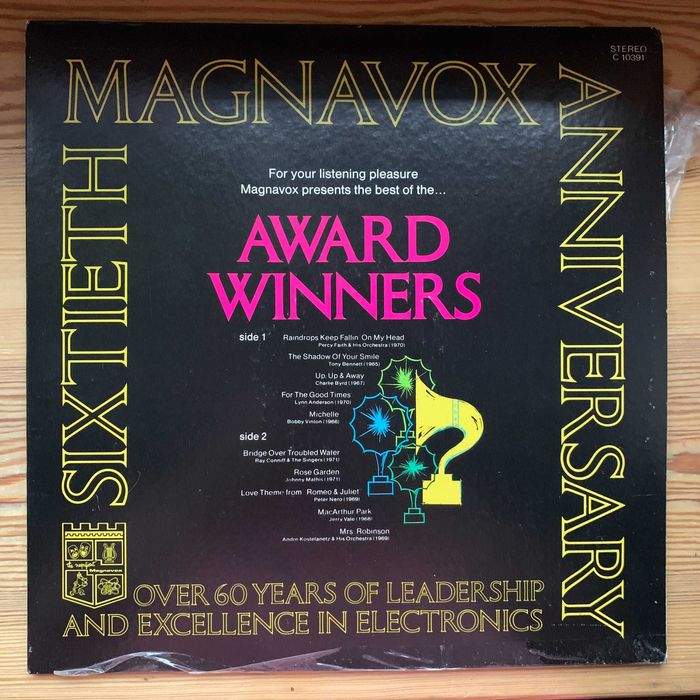 STEREO
C 10391
MAGNAVOX
SIXTIETH
ANNIVERSARY
For your listening pleasure
Magnavox presents the best of the...
AWARD
WINNERS
side 1
Raindrops Keep Fallin On My Head
Percy Faith & His Orchestra (1970)
The Shadow Of Your Smile
Tony Bennett (1965)
Up, Up & Away
Charlie Byrd (1967)
For The Good Times
Lynn Anderson (1970)
Michelle
Bobby Vinton (1966)
side 2
Bridge Over Troubled Water
Ray Conniff & The Singers (1971)
Rose Garden
Johnny Mathis (1971)
Love Theme from Romeo & Juliet
Peter Nero (1969)
MacArthur Park
Jerry Vale (1968)
Mrs. Robinson
Andre Kostelanetz & His Orchestra (1969)
Magnavox
OVER 60 YEARS OF LEADERSHIP
AND EXCELLENCE IN ELECTRONICS